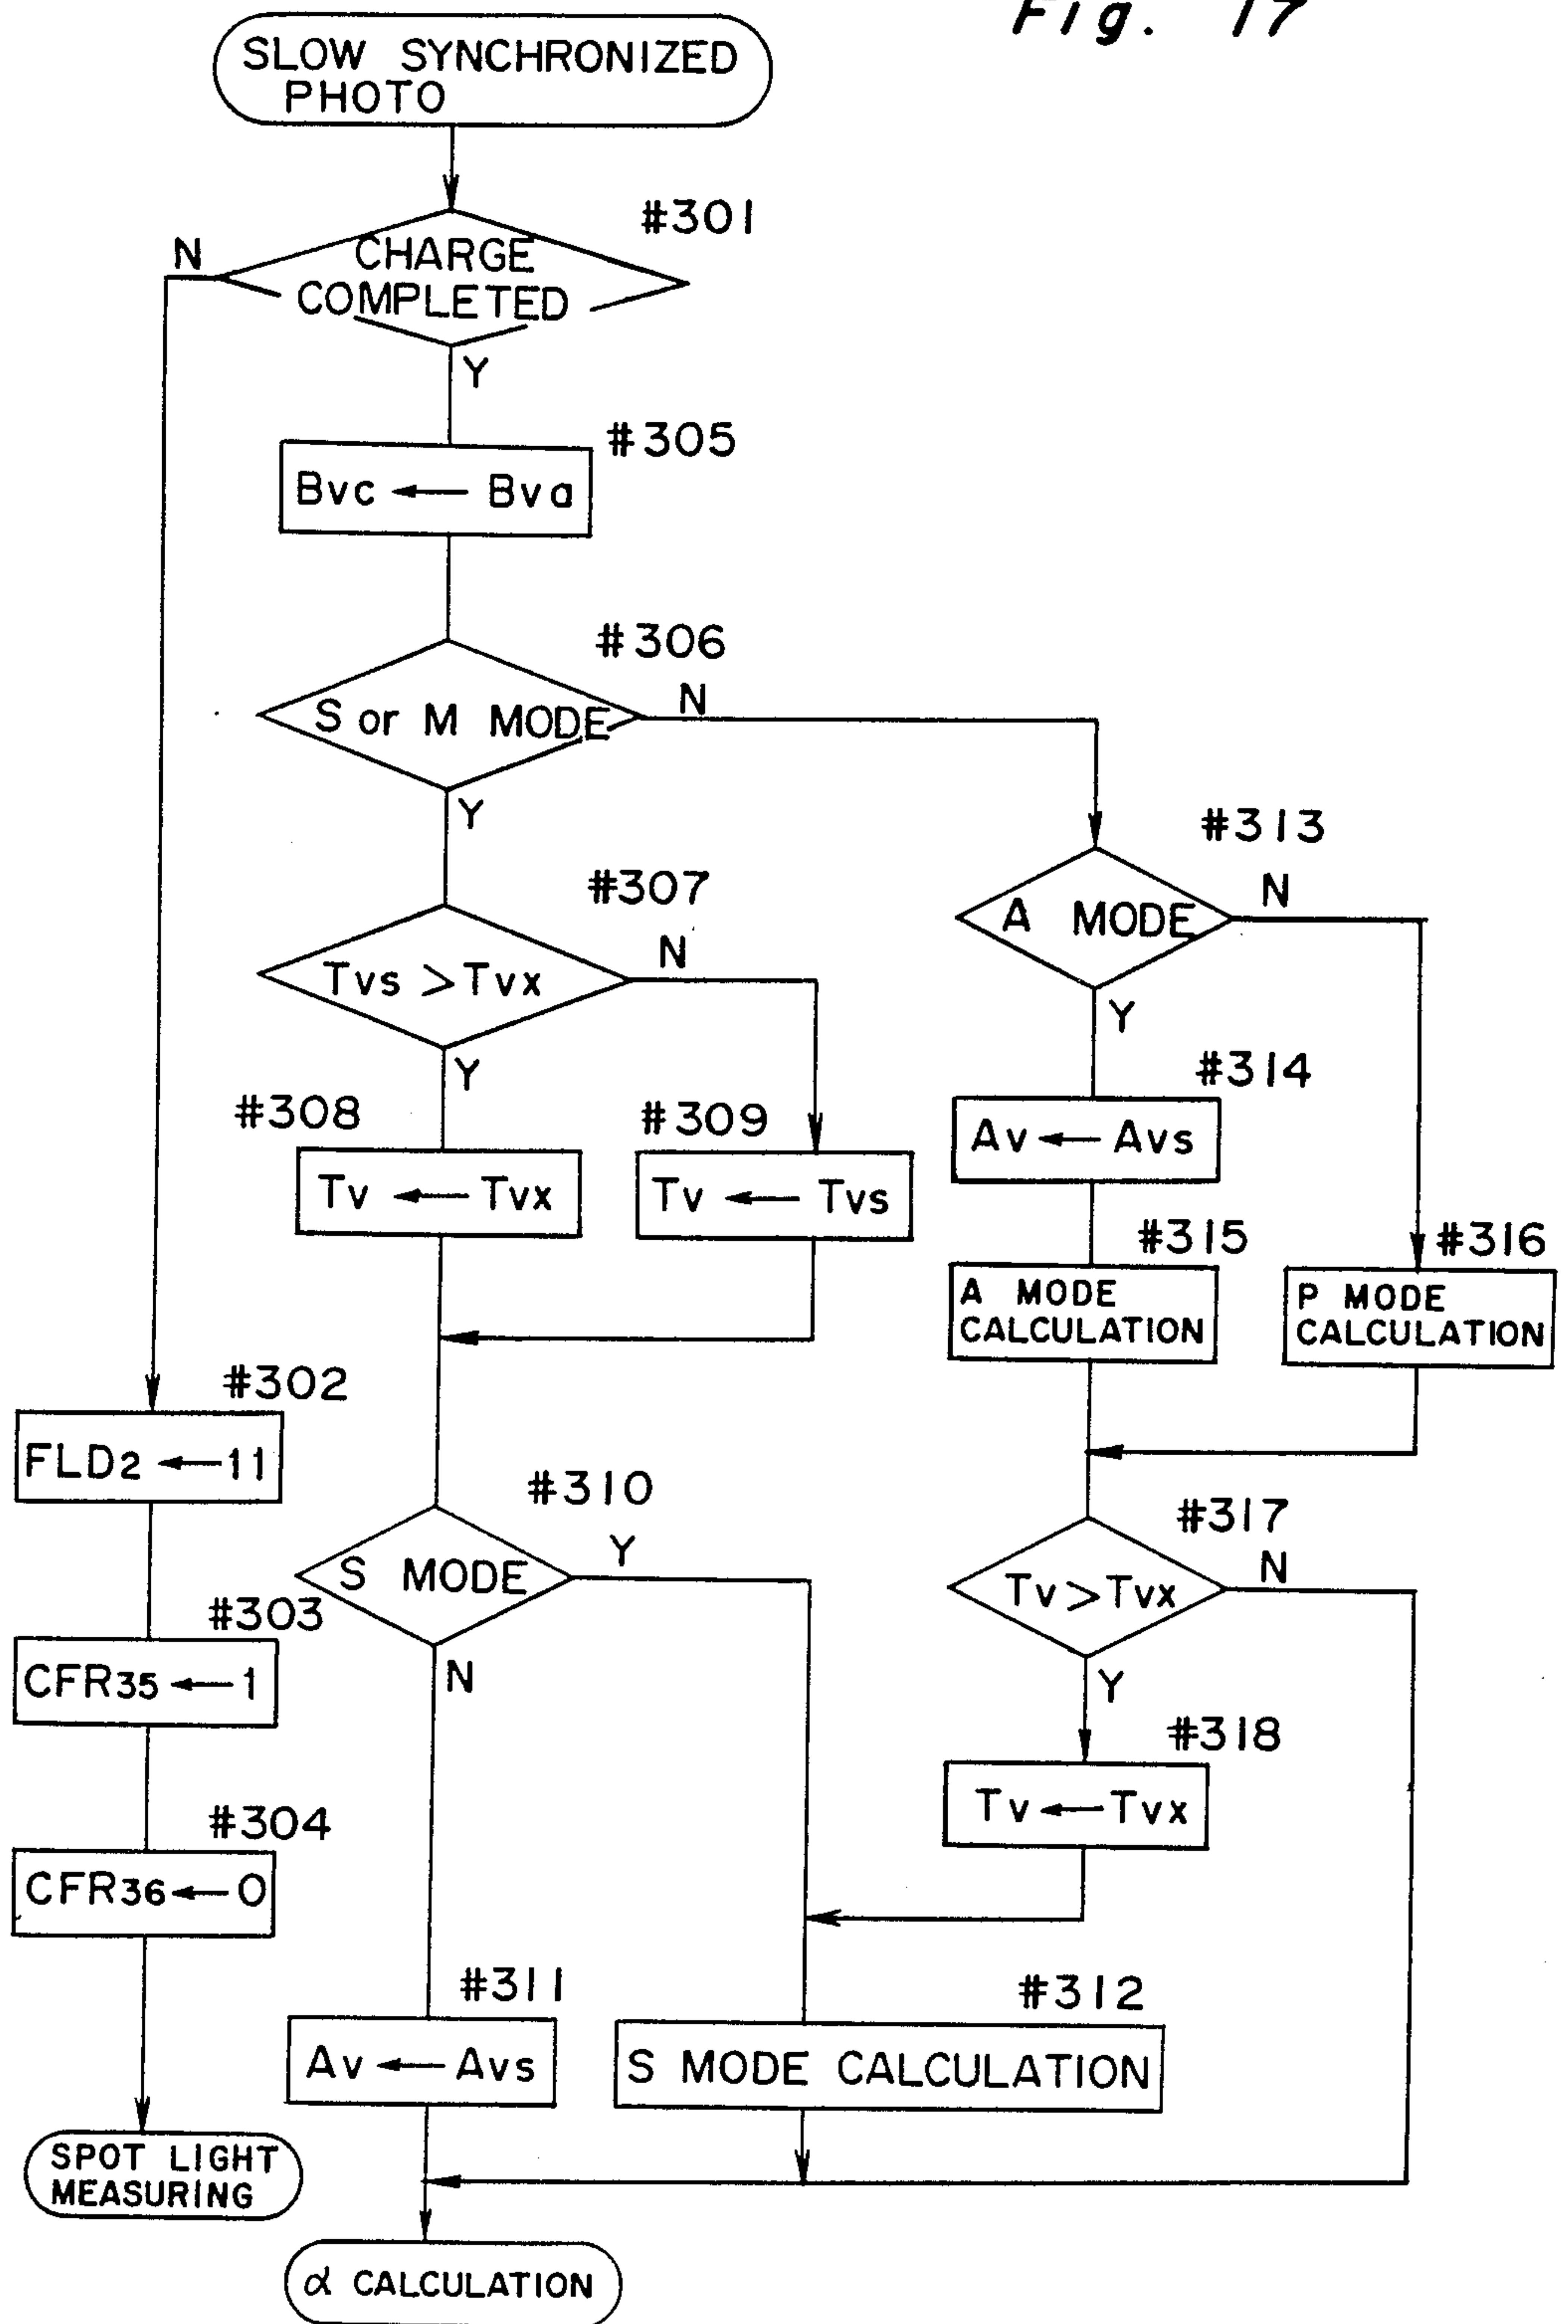 Fig. 17
SLOW SYNCHRONIZED
PHOTO
#301
N
CHARGE
COMPLETED
Y
#305
Bvc ← Bva
#306
S or M MODE
N
Y
#313
A MODE
N
Y
#307
Tvs > Tvx
N
Y
#314
Av ← Avs
#308
Tv ← Tvx
#309
Tv ← Tvs
#315
A MODE
CALCULATION
#316
P MODE
CALCULATION
#302
FLD2 ← 11
#310
S MODE
Y
N
#317
Tv > Tvx
N
Y
#303
CFR35 ← 1
#318
Tv ← Tvx
#304
CFR36 ← 0
#311
Av ← Avs
#312
S MODE CALCULATION
SPOT LIGHT
MEASURING
α CALCULATION